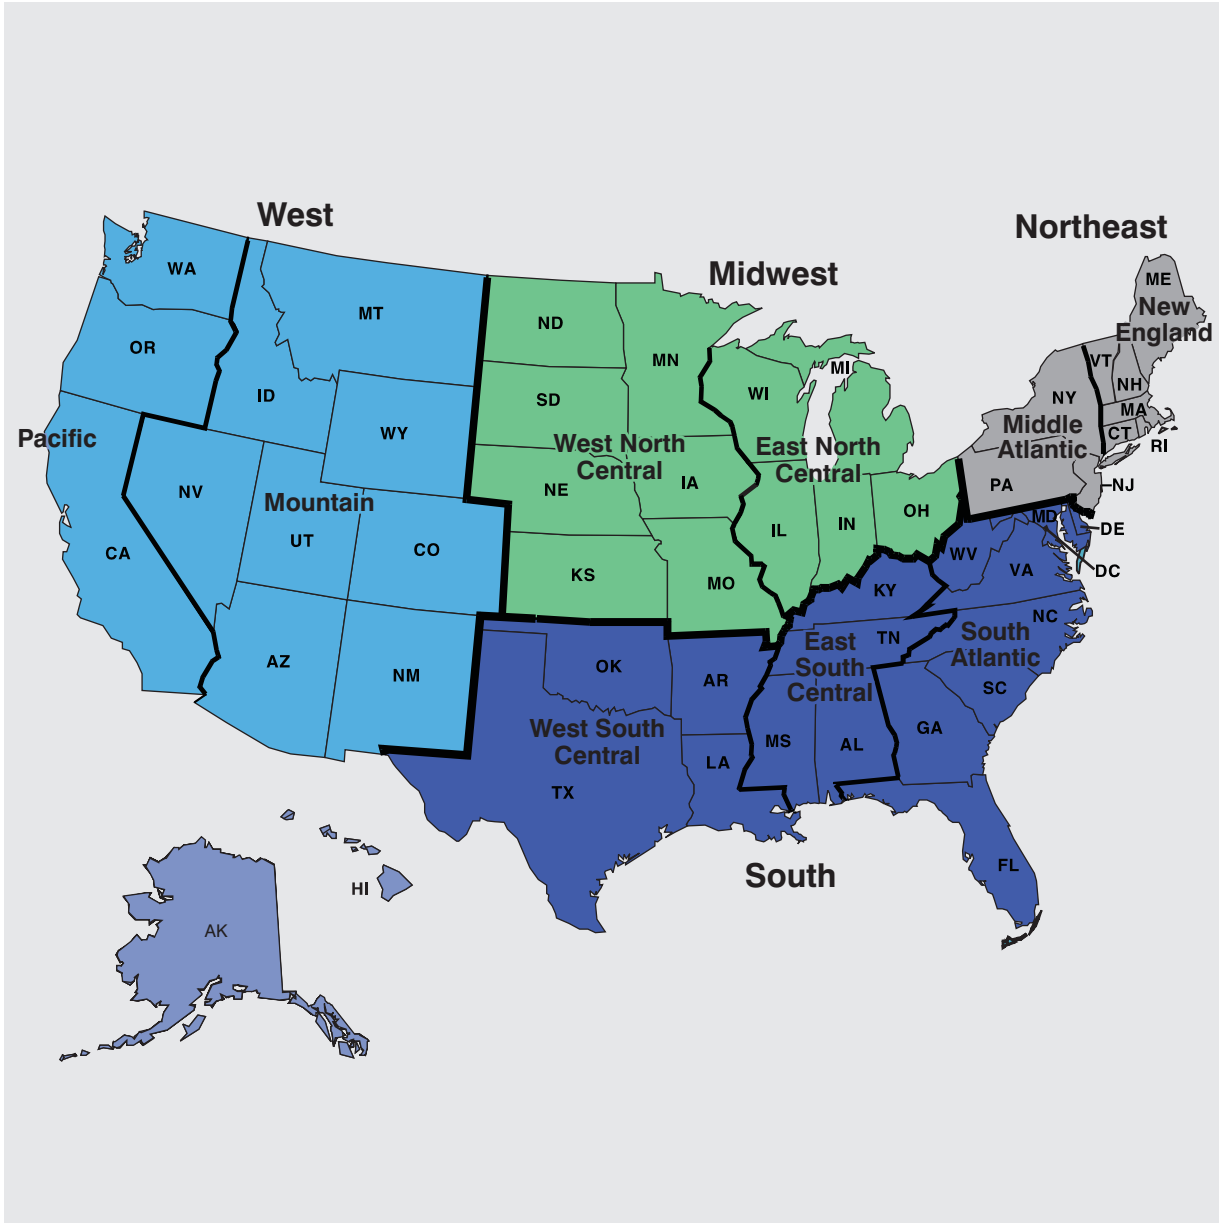 West
Northeast
Midwest
WA
ME
MT
New
England
ND
OR
MN
VT
MI
NH
ID
WI
NY
SD
MA
Middle
Atlantic
WY
CT
Pacific
West North
Central
East North
Central
RI
NV
NE
IA
PA
NJ
Mountain
OH
MD
UT
IL
IN
DE
CO
CA
WV
KS
MO
VA
DC
KY
NC
TN
South
Atlantic
East
South
Central
AZ
OK
NM
AR
SC
West South
Central
MS
AL
GA
LA
TX
FL
South
HI
AK